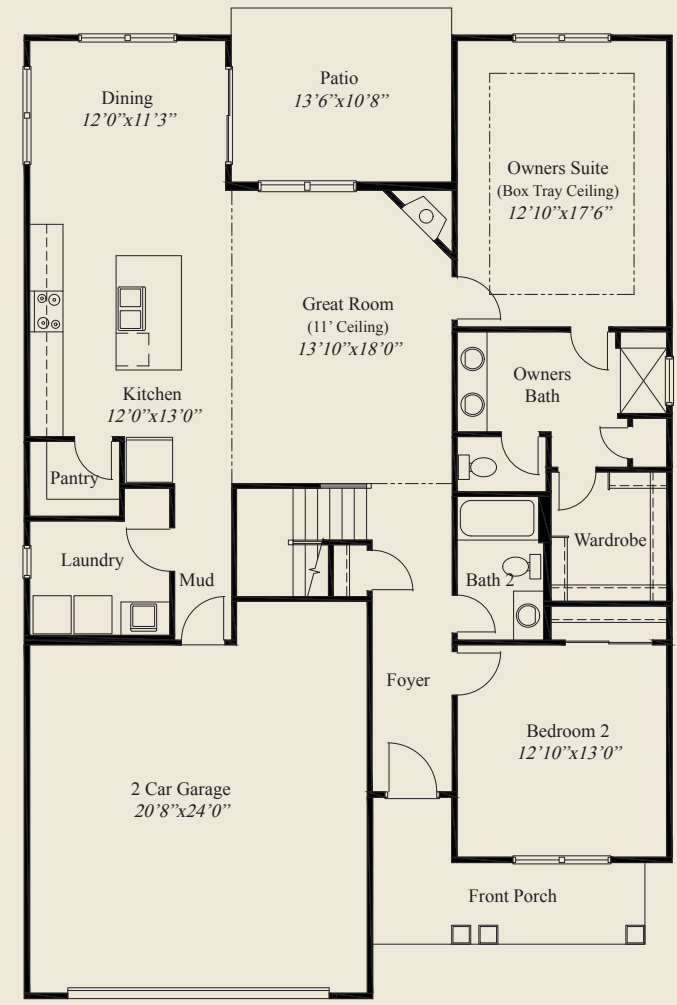 Patio
13’6”x10’8”
Dining
12’0”x11’3”
Owners Suite
(Box Tray Ceiling)
12’10”x17’6”
Great Room
(11’ Ceiling)
13’10”x18’0”
Owners
Bath
Kitchen
12’0”x13’0”
Pantry
Wardrobe
Laundry
Mud
Bath 2
Foyer
Bedroom 2
12’10”x13’0”
2 Car Garage
20’8”x24’0”
Front Porch